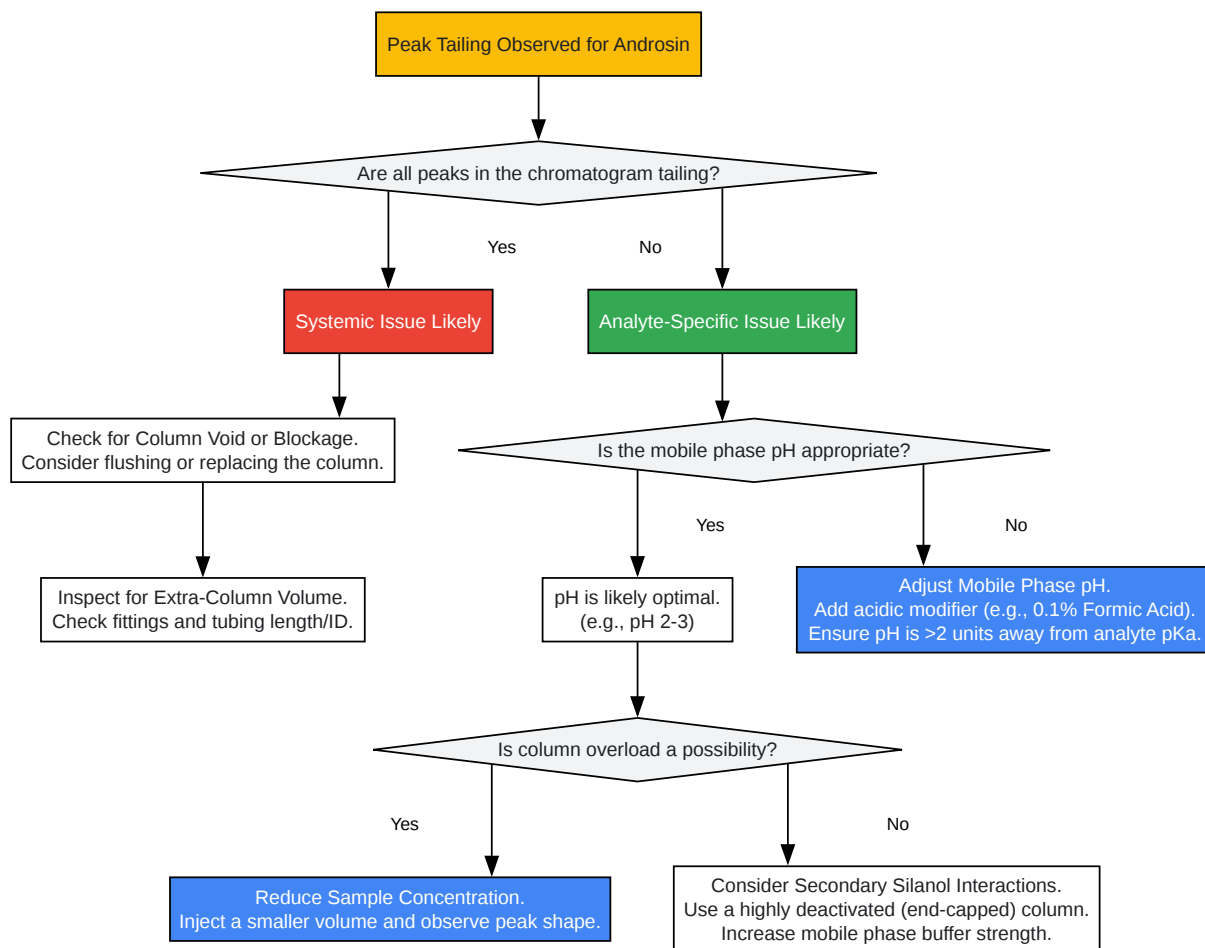 Peak Tailing Observed for Androsin
Are all peaks in the chromatogram tailing?
Yes
No
Systemic Issue Likely
Analyte-Specific Issue Likely
Check for Column Void or Blockage.
Consider flushing or replacing the column.
Is the mobile phase pH appropriate?
Yes
No
Inspect for Extra-Column Volume.
Check fittings and tubing length/ID.
pH is likely optimal.
(e.g., pH 2-3)
Adjust Mobile Phase pH.
Add acidic modifier (e.g., 0.1% Formic Acid).
Ensure pH is >2 units away from analyte pKa.
Is column overload a possibility?
Yes
No
Reduce Sample Concentration.
Inject a smaller volume and observe peak shape.
Consider Secondary Silanol Interactions.
Use a highly deactivated (end-capped) column.
Increase mobile phase buffer strength.